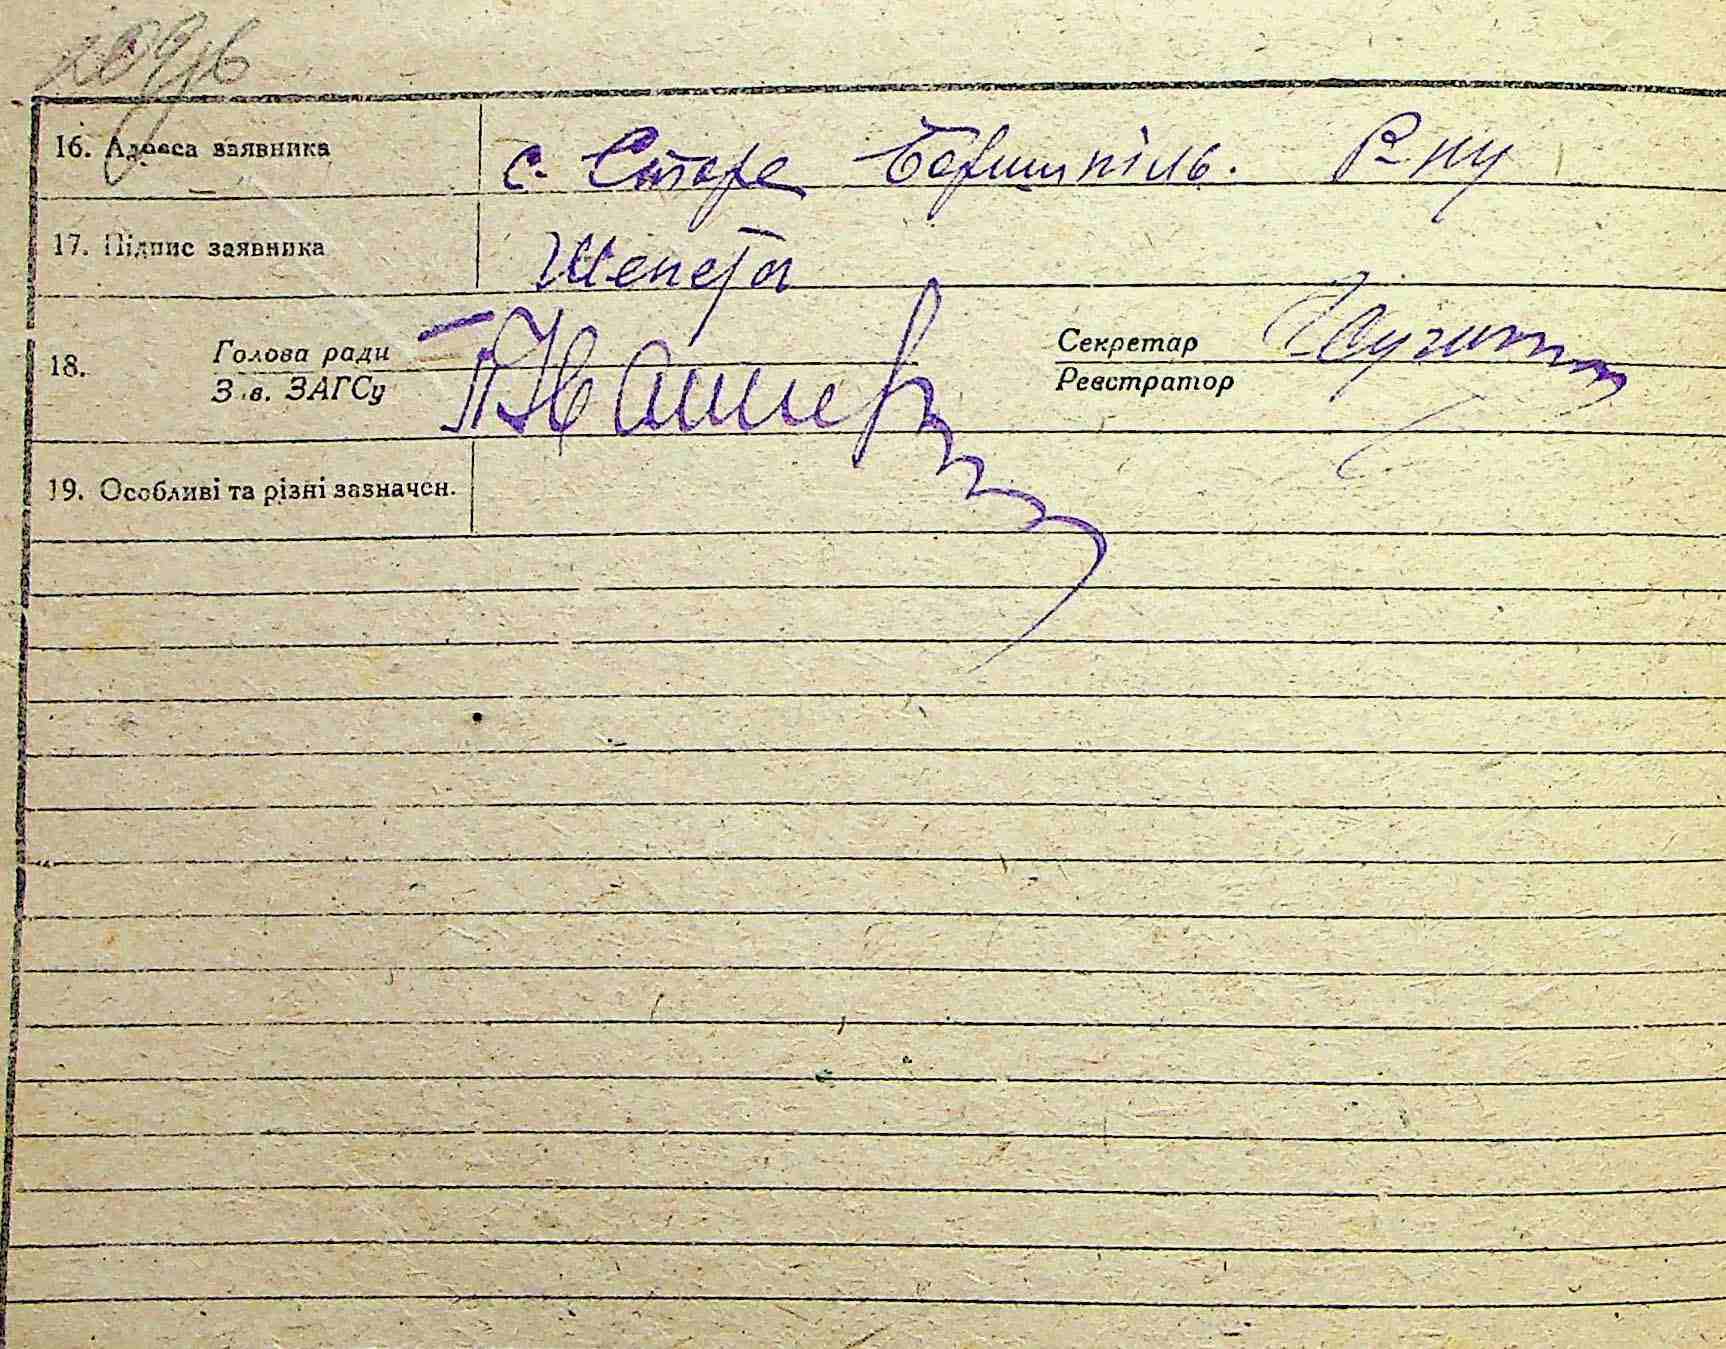 16. Адреса заявника с. Старе Боришпіль. Р-ну
17. Підпис заявника Шепета
Голова ради Секретар
18.
З.в. ЗАГСу Реєстратор
19. Особливі та різні зазначен.